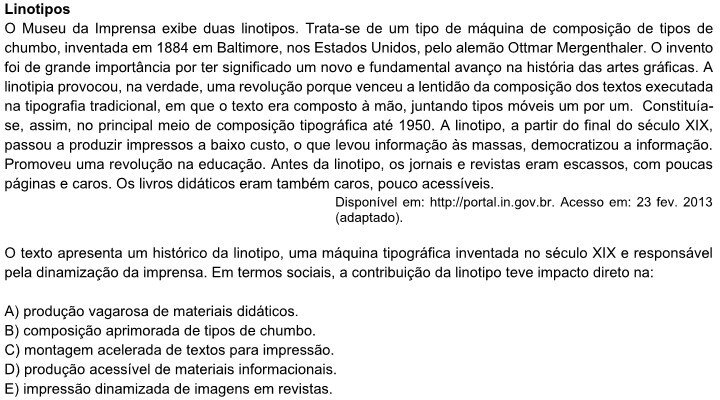 Linotipos
O Museu da Imprensa exibe duas linotipos. Trata-se de um tipo de máquina de composição de tipos de
chumbo, inventada em 1884 em Baltimore, nos Estados Unidos, pelo alemão Ottmar Mergenthaler. O invento
foi de grande importância por ter significado um novo e fundamental avanço na história das artes gráficas. A
linotipia provocou, na verdade, uma revolução porque venceu a lentidão da composição dos textos executada
na tipografia tradicional, em que o texto era composto à mão, juntando tipos móveis um por um. Constituía-
se, assim, no principal meio de composição tipográfica até 1950. A linotipo, a partir do final do século XIX,
passou a produzir impressos a baixo custo, o que levou informação às massas, democratizou a informação.
Promoveu uma revolução na educação. Antes da linotipo, os jornais e revistas eram escassos, com poucas
páginas e caros. Os livros didáticos eram também caros, pouco acessíveis.
Disponível em: http://portal.in.gov.br. Acesso em: 23 fev. 2013
(adaptado).
O texto apresenta um histórico da linotipo, uma máquina tipográfica inventada no século XIX e responsável
pela dinamização da imprensa. Em termos sociais, a contribuição da linotipo teve impacto direto na:
A) produção vagarosa de materiais didáticos.
B) composição aprimorada de tipos de chumbo.
C) montagem acelerada de textos para impressão.
D) produção acessível de materiais informacionais.
E) impressão dinamizada de imagens em revistas.